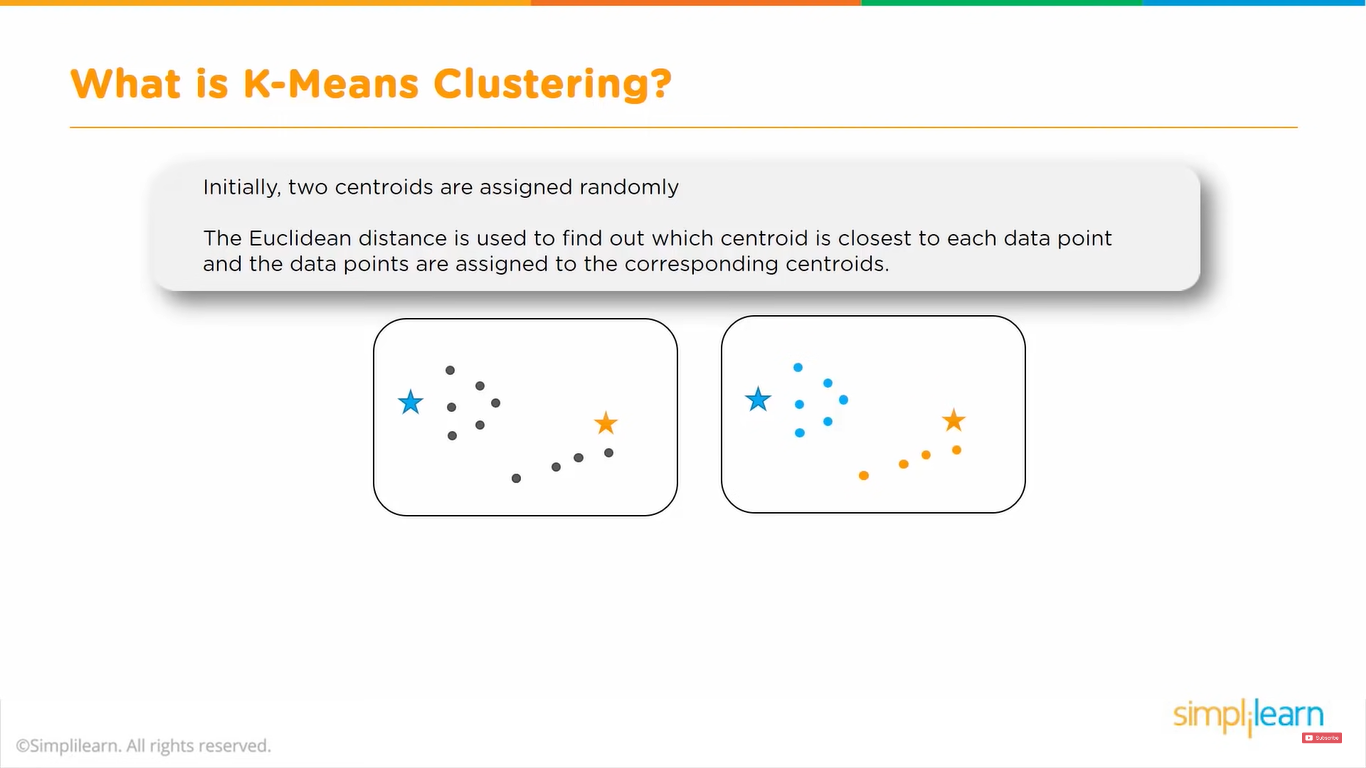 What is K-Means Clustering?
Initially, two centroids are assigned randomly
The Euclidean distance is used to find out which centroid is closest to each data point
and the data points are assigned to the corresponding centroids.
simplilearn
Subscribe
©Simplilearn. All rights reserved.